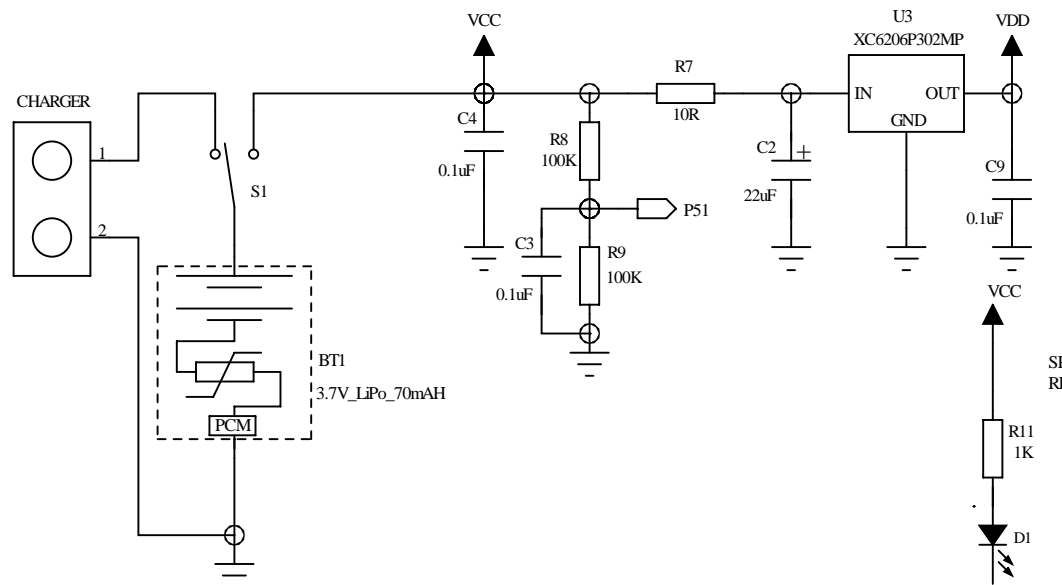 U3
XC6206P302MP
VCC
VDD
R7
IN
OUT
GND
10R
CHARGER
1
2
S1
C4
0.1uF
R8
100K
P51
C3
0.1uF
R9
100K
C2
+
22uF
C9
0.1uF
BT1
3.7V_LiPo_70mAH
PCM
VCC
R11
1K
D1